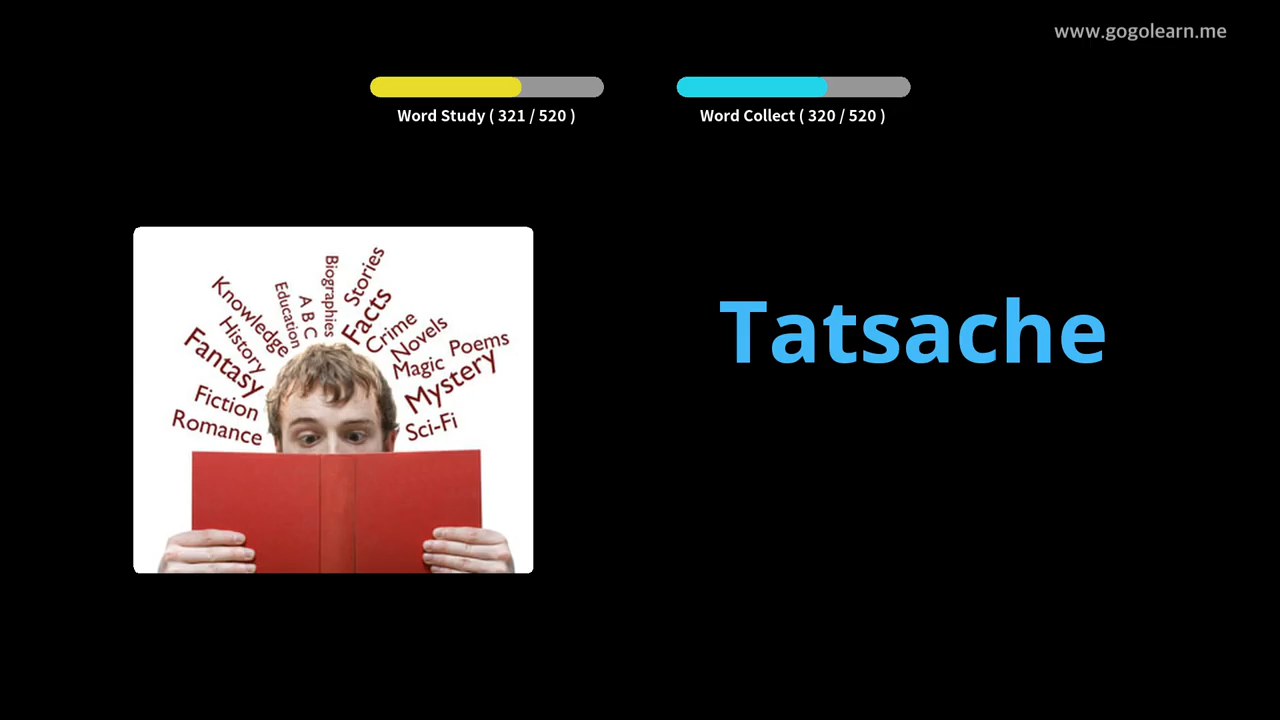 www.gogolearn.me
Word Study ( 321 / 520 )
Word Collect ( 320 / 520 )
Tatsache
Stories
Biographies
Facts
A B C
Education
Knowledge
Crime
History
Novels
Poems
Fantasy
Magic
Mystery
Fiction
Sci-Fi
Romance